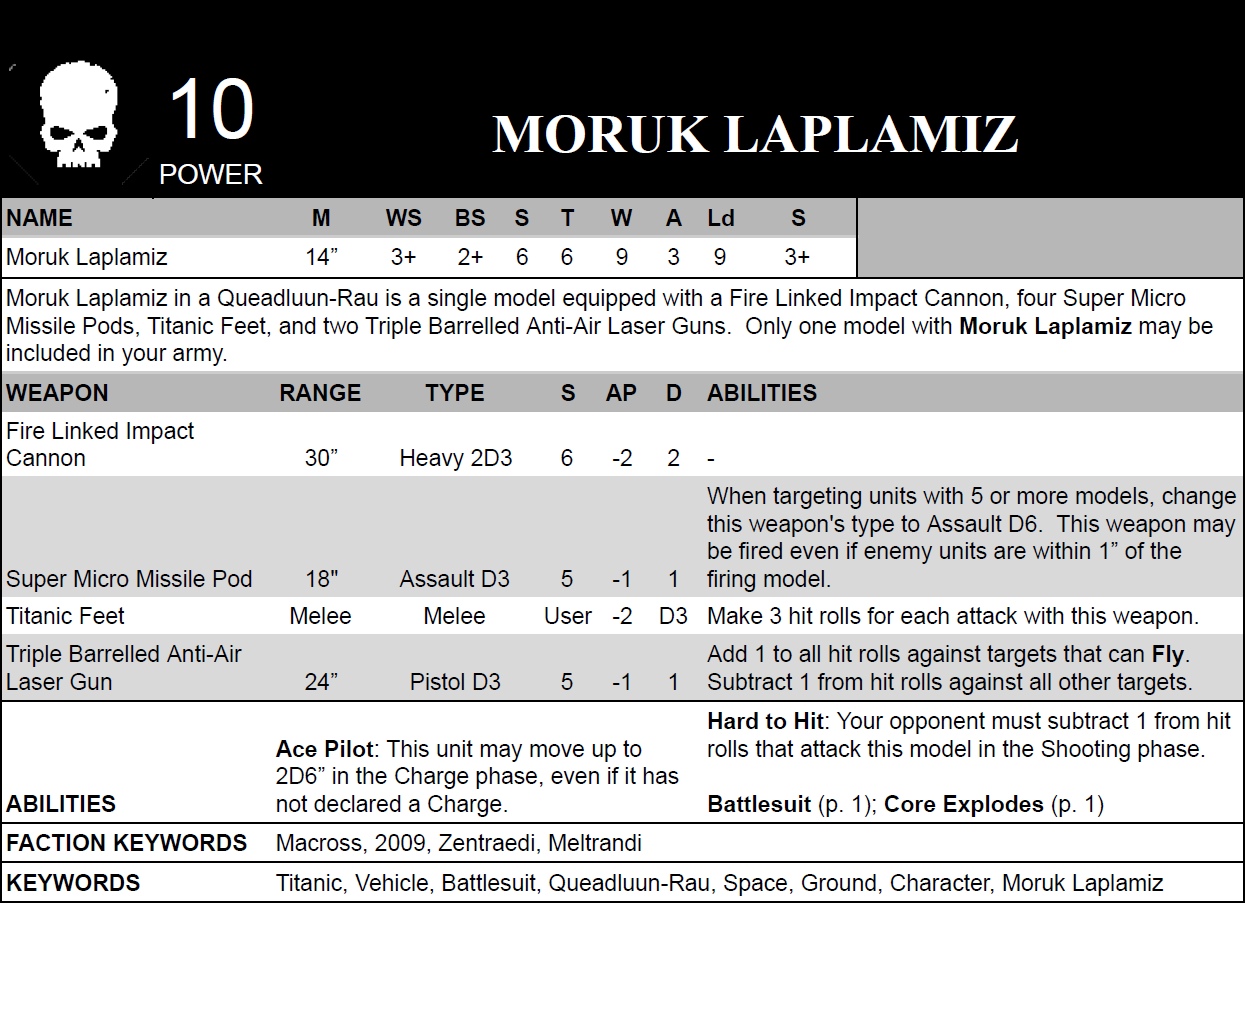 10
POWER
MORUK LAPLAMIZ
NAME M WS BS S T W A Ld S
Moruk Laplamiz 14” 3+ 2+ 6 6 9 3 9 3+
Moruk Laplamiz in a Queadluun-Rau is a single model equipped with a Fire Linked Impact Cannon, four Super Micro
Missile Pods, Titanic Feet, and two Triple Barrelled Anti-Air Laser Guns.  Only one model with Moruk Laplamiz may be
included in your army.
WEAPON RANGE TYPE S AP D ABILITIES
Fire Linked Impact
Cannon 30” Heavy 2D3 6 -2 2 -
When targeting units with 5 or more models, change
this weapon's type to Assault D6.  This weapon may
be fired even if enemy units are within 1” of the
Super Micro Missile Pod 18" Assault D3 5 -1 1 firing model.
Titanic Feet Melee Melee User -2 D3 Make 3 hit rolls for each attack with this weapon.
Triple Barrelled Anti-Air Add 1 to all hit rolls against targets that can Fly.
Laser Gun 24” Pistol D3 5 -1 1 Subtract 1 from hit rolls against all other targets.
ABILITIES
Ace Pilot: This unit may move up to
2D6” in the Charge phase, even if it has
not declared a Charge.
Hard to Hit: Your opponent must subtract 1 from hit
rolls that attack this model in the Shooting phase.
Battlesuit (p. 1); Core Explodes (p. 1)
FACTION KEYWORDS Macross, 2009, Zentraedi, Meltrandi
KEYWORDS Titanic, Vehicle, Battlesuit, Queadluun-Rau, Space, Ground, Character, Moruk Laplamiz